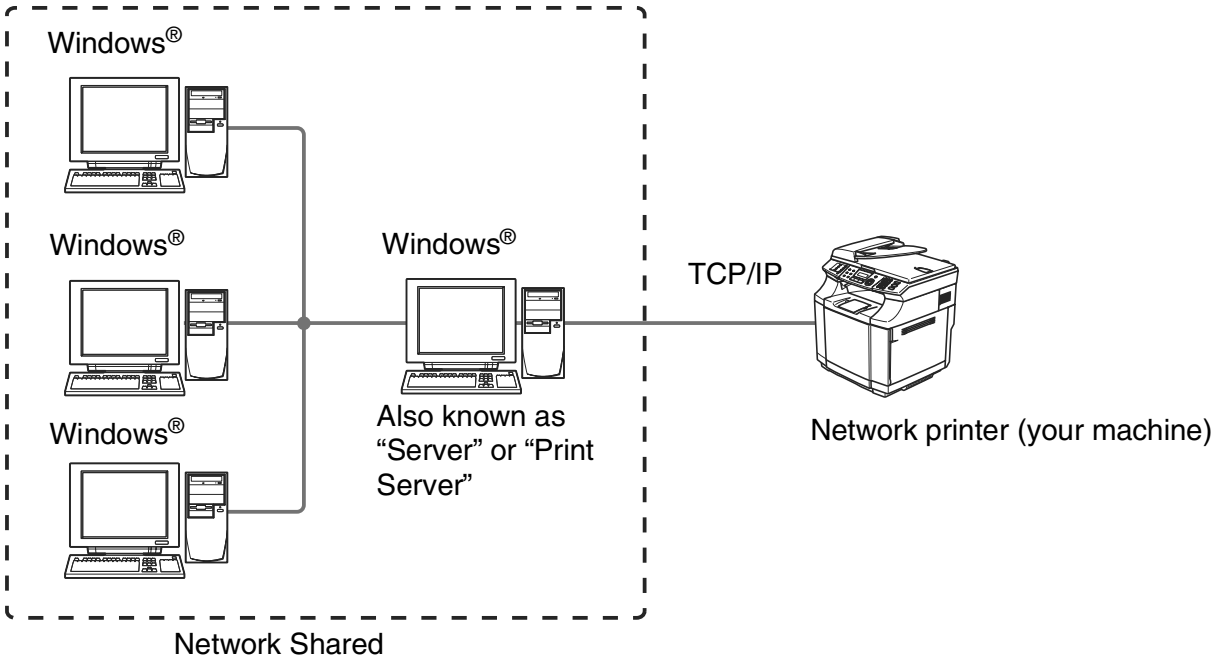 Windows®
Windows®
Windows®
TCP/IP
Also known as
“Server” or “Print
Server”
Windows®
Network printer (your machine)
Network Shared